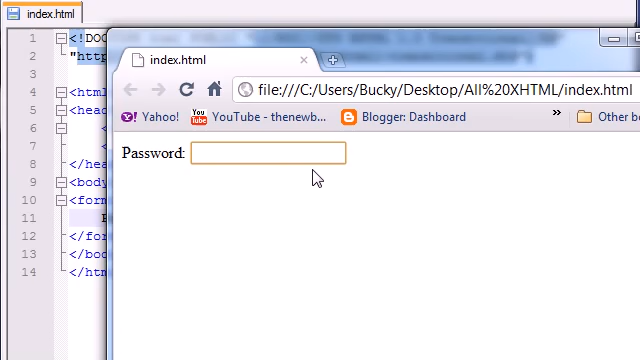 index.html
1 <!DOC
2 "http
index.html
3
file:///C:/Users/Bucky/Desktop/All%20XHTML/index.html
4 <html
Yahoo! YouTube - thenewb... Blogger: Dashboard » Other b
5 <head
6 <
7 <
Password:
8 </hea
9 <body
10 <form
11 P
12 </for
13 </body
14 </htm